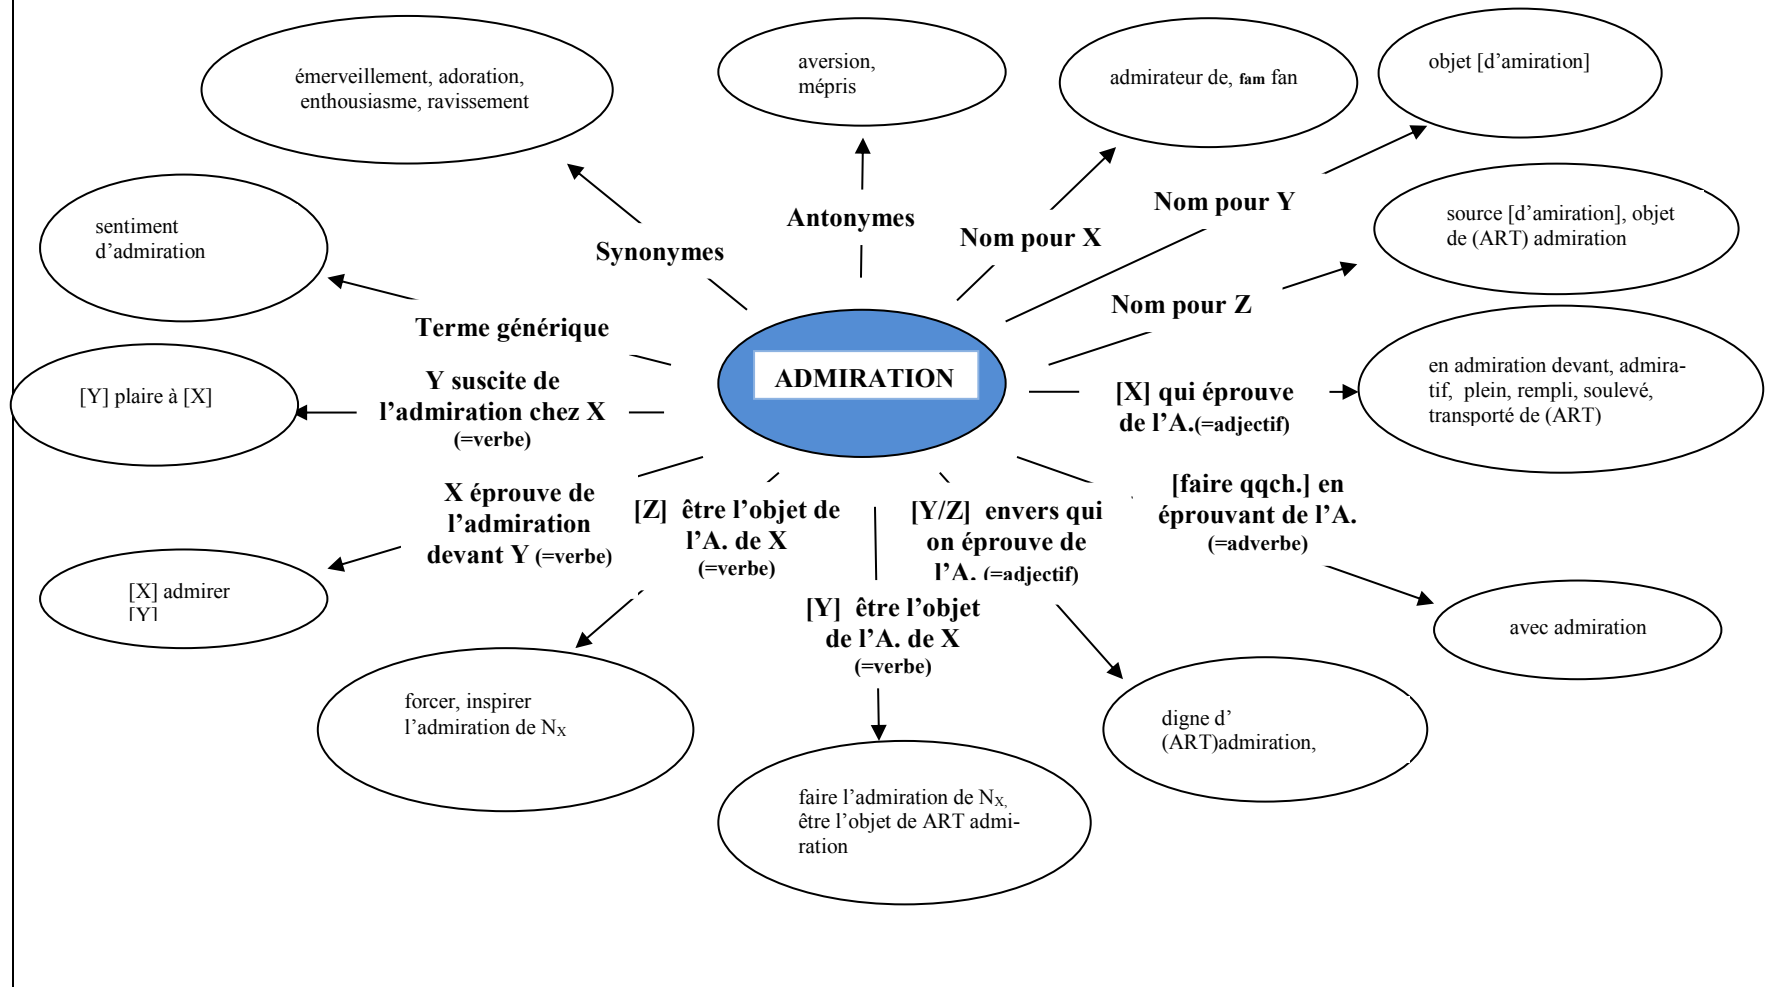 émerveillement, adoration,
enthousiasme, ravissement
aversion,
mépris
admirateur de, fam fan
objet [d'amiration]
sentiment
d'admiration
Synonymes
Antonymes
Nom pour X
Nom pour Y
source [d'amiration], objet
de (ART) admiration
Nom pour Z
Terme générique
ADMIRATION
[Y] plaire à [X]
Y suscite de
l'admiration chez X
(=verbe)
[X] qui éprouve
de l'A.(=adjectif)
en admiration devant, admira-
tif, plein, rempli, soulevé,
transporté de (ART)
X éprouve de
l'admiration
devant Y (=verbe)
[Z] être l'objet de
l'A. de X
(=verbe)
[Y/Z] envers qui
on éprouve de
l'A. (=adjectif)
[faire qqch.] en
éprouvant de l'A.
(=adverbe)
[X] admirer
[Y]
[Y] être l'objet
de l'A. de X
(=verbe)
avec admiration
forcer, inspirer
l'admiration de NX
digne d'
(ART)admiration,
faire l'admiration de NX,
être l'objet de ART admi-
ration